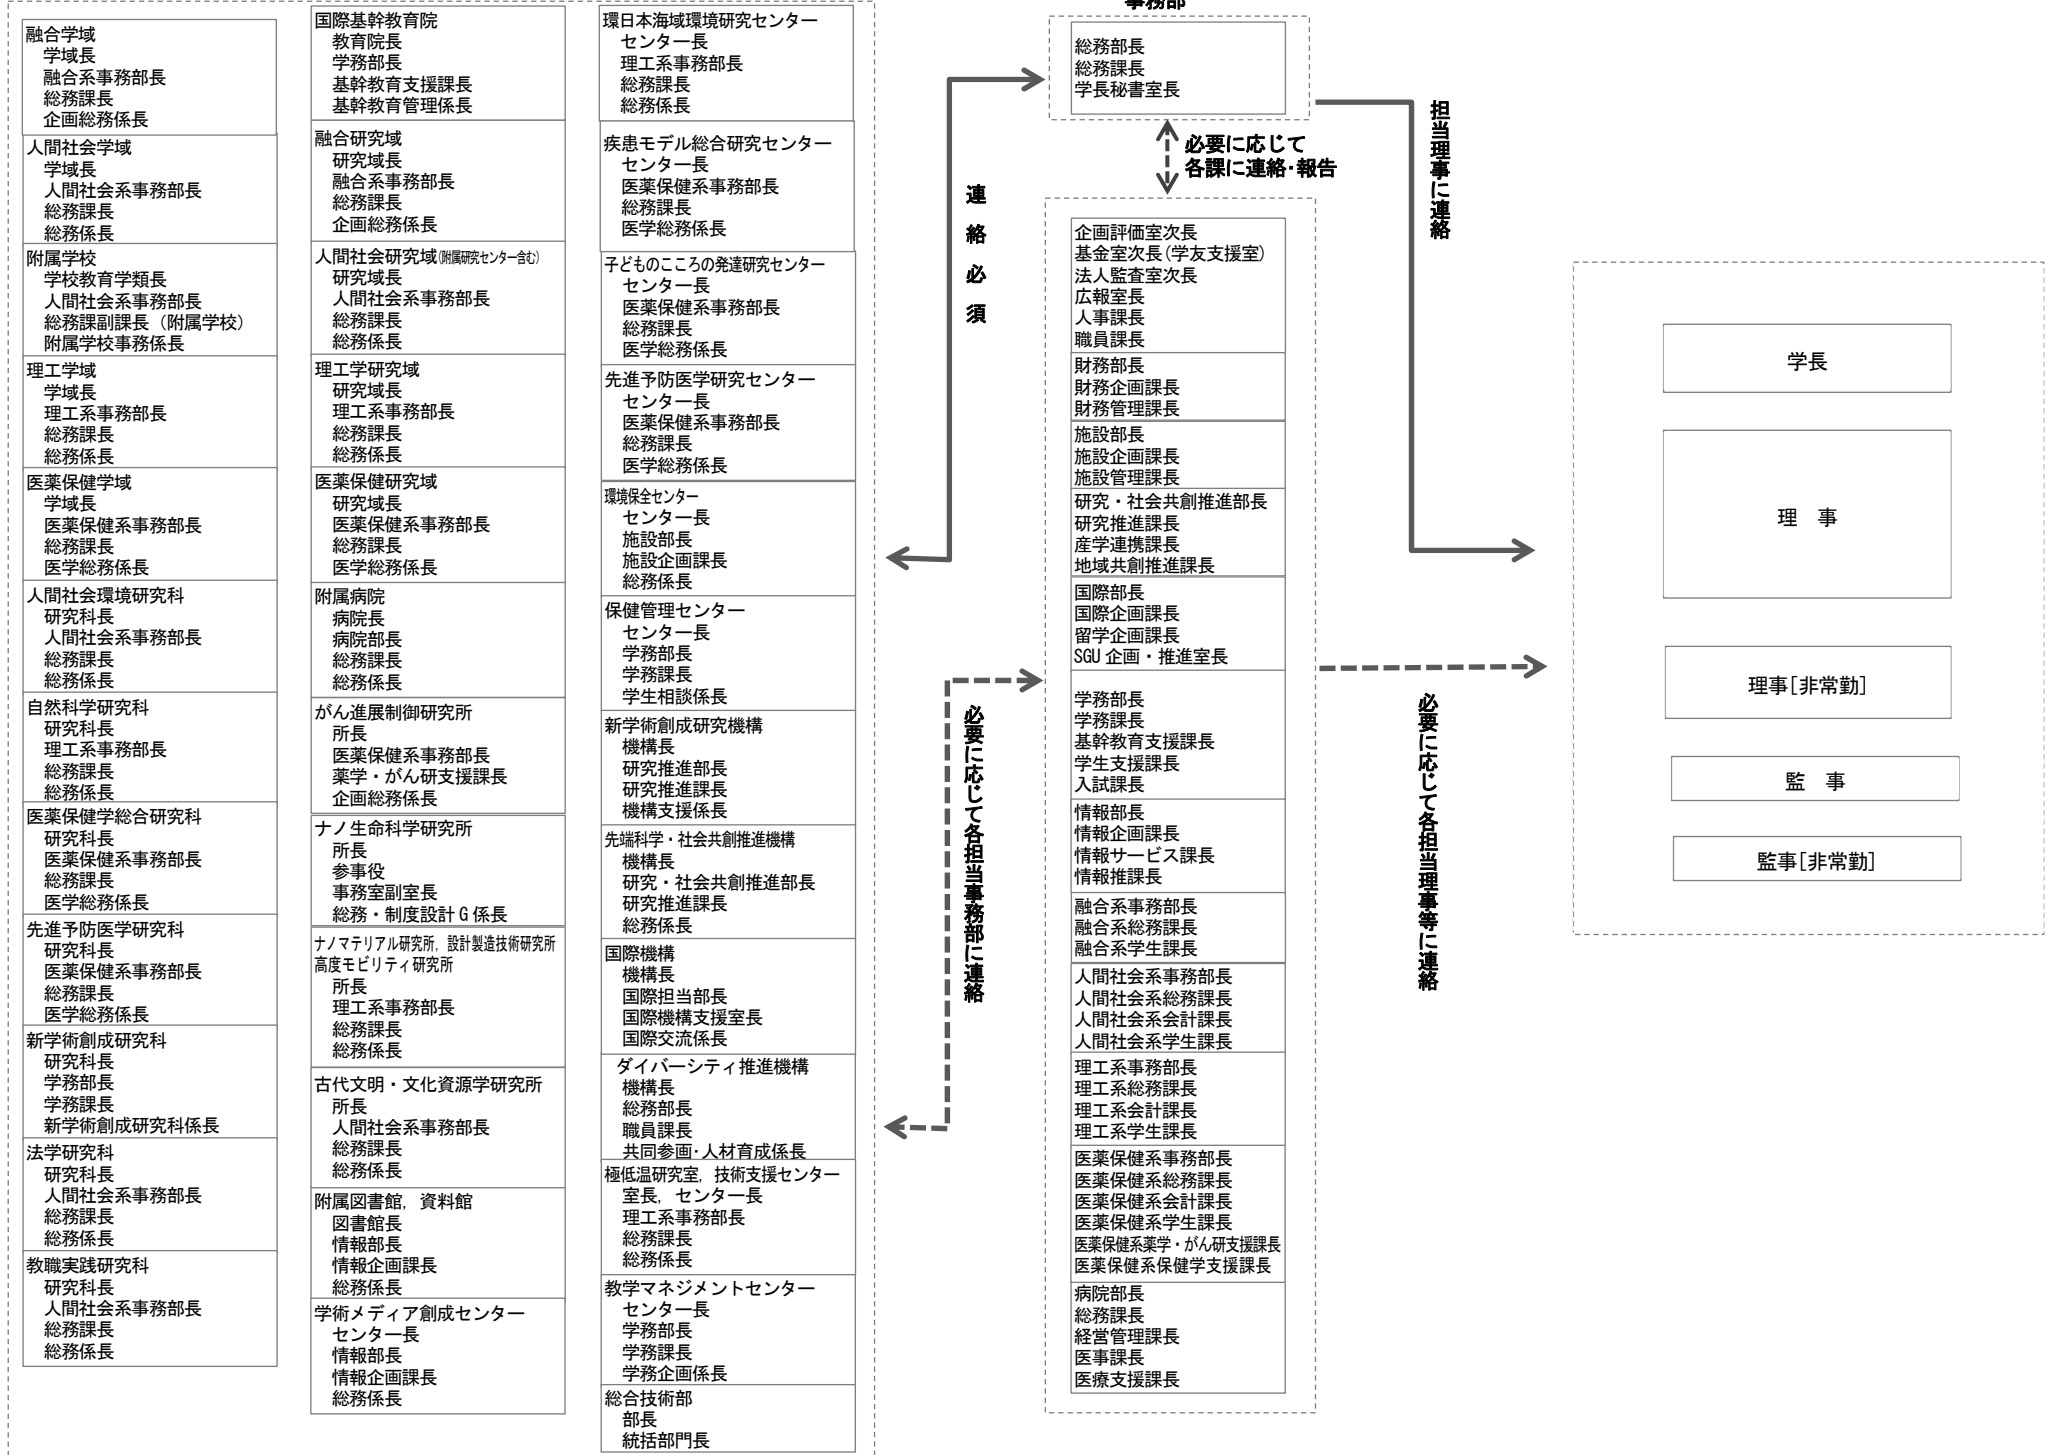 融合学域
学域長
融合系事務部長
総務課長
企画総務係長
人間社会学域
学域長
人間社会系事務部長
総務課長
総務係長
附属学校
学校教育学類長
人間社会系事務部長
総務課副課長（附属学校）
附属学校事務係長
理工学域
学域長
理工系事務部長
総務課長
総務係長
医薬保健学域
学域長
医薬保健系事務部長
総務課長
医学総務係長
人間社会環境研究科
研究科長
人間社会系事務部長
総務課長
総務係長
自然科学研究科
研究科長
理工系事務部長
総務課長
総務係長
医薬保健学総合研究科
研究科長
医薬保健系事務部長
総務課長
医学総務係長
先進予防医学研究科
研究科長
医薬保健系事務部長
総務課長
医学総務係長
新学術創成研究科
研究科長
学務部長
学務課長
新学術創成研究科係長
法学研究科
研究科長
人間社会系事務部長
総務課長
総務係長
教職実践研究科
研究科長
人間社会系事務部長
総務課長
総務係長
国際基幹教育院
教育院長
学務部長
基幹教育支援課長
基幹教育管理係長
融合研究域
研究域長
融合系事務部長
総務課長
企画総務係長
人間社会研究域(附属研究センター含む)
研究域長
人間社会系事務部長
総務課長
総務係長
理工学研究域
研究域長
理工系事務部長
総務課長
総務係長
医薬保健研究域
研究域長
医薬保健系事務部長
総務課長
医学総務係長
附属病院
病院長
病院部長
総務課長
総務係長
がん進展制御研究所
所長
医薬保健系事務部長
薬学・がん研支援課長
企画総務係長
ナノ生命科学研究所
所長
参事役
事務室副室長
総務・制度設計G係長
ナノマテリアル研究所，設計製造技術研究所
高度モビリティ研究所
所長
理工系事務部長
総務課長
総務係長
古代文明・文化資源学研究所
所長
人間社会系事務部長
総務課長
総務係長
附属図書館，資料館
図書館長
情報部長
情報企画課長
総務係長
学術メディア創成センター
センター長
情報部長
情報企画課長
総務係長
環日本海域環境研究センター
センター長
理工系事務部長
総務課長
総務係長
疾患モデル総合研究センター
センター長
医薬保健系事務部長
総務課長
医学総務係長
子どものこころの発達研究センター
センター長
医薬保健系事務部長
総務課長
医学総務係長
先進予防医学研究センター
センター長
医薬保健系事務部長
総務課長
医学総務係長
環境保全センター
センター長
施設部長
施設企画課長
総務係長
保健管理センター
センター長
学務部長
学務課長
学生相談係長
新学術創成研究機構
機構長
研究推進部長
研究推進課長
機構支援係長
先端科学・社会共創推進機構
機構長
研究・社会共創推進部長
研究推進課長
総務係長
国際機構
機構長
国際担当部長
国際機構支援室長
国際交流係長
ダイバーシティ推進機構
機構長
総務部長
職員課長
共同参画･人材育成係長
極低温研究室，技術支援センター
室長，センター長
理工系事務部長
総務課長
総務係長
教学マネジメントセンター
センター長
学務部長
学務課長
学務企画係長
総合技術部
部長
統括部門長
連絡必須
必要に応じて各担当事務部に連絡
事務部
総務部長
総務課長
学長秘書室長
必要に応じて
各課に連絡･報告
企画評価室次長
基金室次長(学友支援室)
法人監査室次長
広報室長
人事課長
職員課長
財務部長
財務企画課長
財務管理課長
施設部長
施設企画課長
施設管理課長
研究・社会共創推進部長
研究推進課長
産学連携課長
地域共創推進課長
国際部長
国際企画課長
留学企画課長
SGU企画・推進室長
学務部長
学務課長
基幹教育支援課長
学生支援課長
入試課長
情報部長
情報企画課長
情報サービス課長
情報推課長
融合系事務部長
融合系総務課長
融合系学生課長
人間社会系事務部長
人間社会系総務課長
人間社会系会計課長
人間社会系学生課長
理工系事務部長
理工系総務課長
理工系会計課長
理工系学生課長
医薬保健系事務部長
医薬保健系総務課長
医薬保健系会計課長
医薬保健系学生課長
医薬保健系薬学・がん研支援課長
医薬保健系保健学支援課長
病院部長
総務課長
経営管理課長
医事課長
医療支援課長
担当理事に連絡
必要に応じて各担当理事等に連絡
学長
理　事
理事[非常勤]
監　事
監事[非常勤]